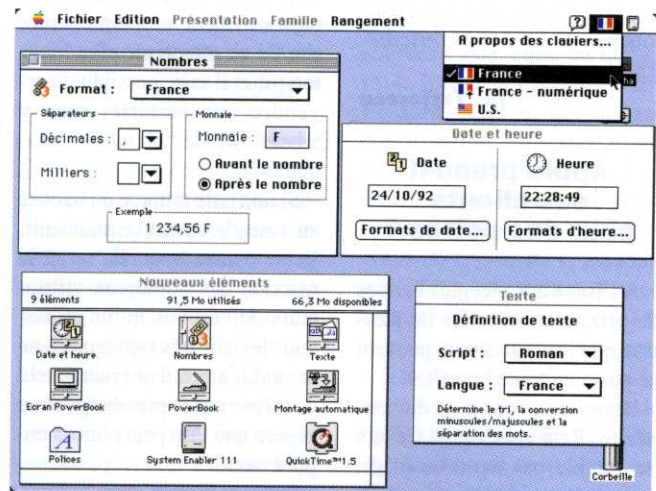 Fichier Edition Présentation Famille Rangement
A propos des claviers...
France
France - numérique
U.S.
Nombres
Format : France
Séparateurs
Décimales : ,
Milliers :
Monnaie
Monnaie : F
Avant le nombre
Après le nombre
Exemple
1 234,56 F
Date et heure
Date
Heure
24/10/92
22:28:49
Formats de date...
Formats d'heure...
Nouveaux éléments
9 éléments 91,5 Mo utilisés 66,3 Mo disponibles
Date et heure
Nombres
Texte
Ecran PowerBook
PowerBook
Montage automatique
Polices
System Enabler 111
QuickTime™1.5
Texte
Définition de texte
Script : Roman
Langue : France
Détermine le tri, la conversion
minuscules/majuscules et la
séparation des mots.
Corbeille